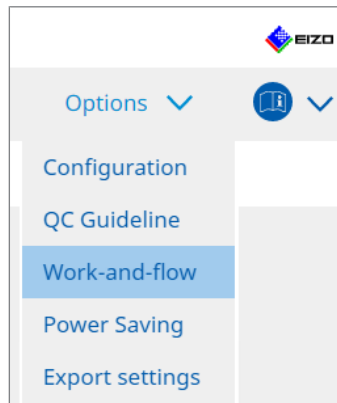 EIZO
Options
Configuration
QC Guideline
Work-and-flow
Power Saving
Export settings